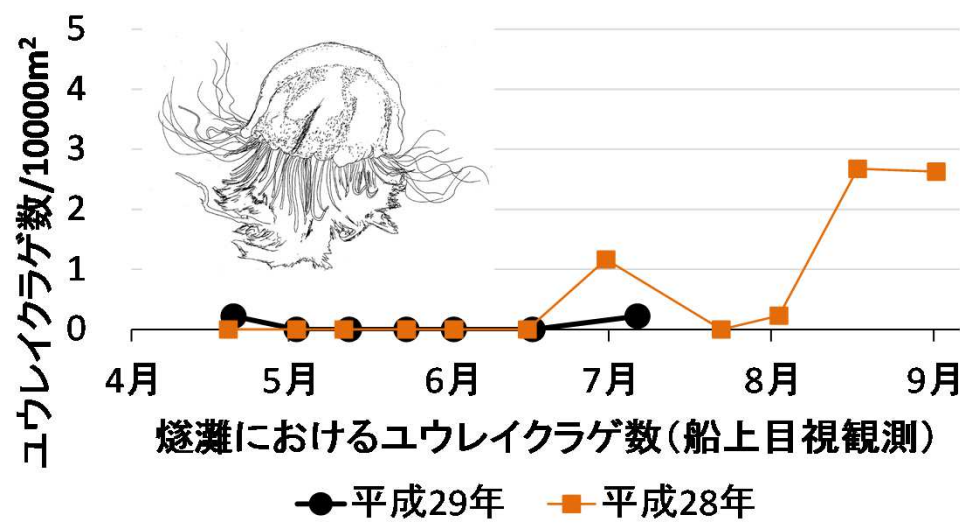 ユウレイクラゲ数/10000m²
5
4
3
2
1
0
4月 5月 6月 7月 8月 9月
燧灘におけるユウレイクラゲ数(船上目視観測)
平成29年 平成28年